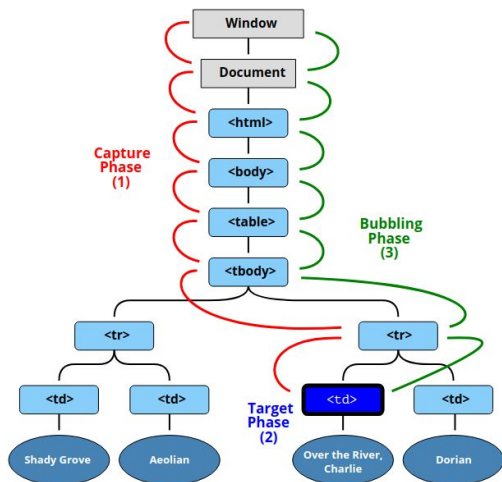 Window
Document
<html>
Capture
Phase
(1)
<body>
<table>
Bubbling
Phase
(3)
<tbody>
<tr>
<tr>
<td>
<td>
<td>
<td>
Target
Phase
(2)
Shady Grove
Aeolian
Over the River,
Charlie
Dorian